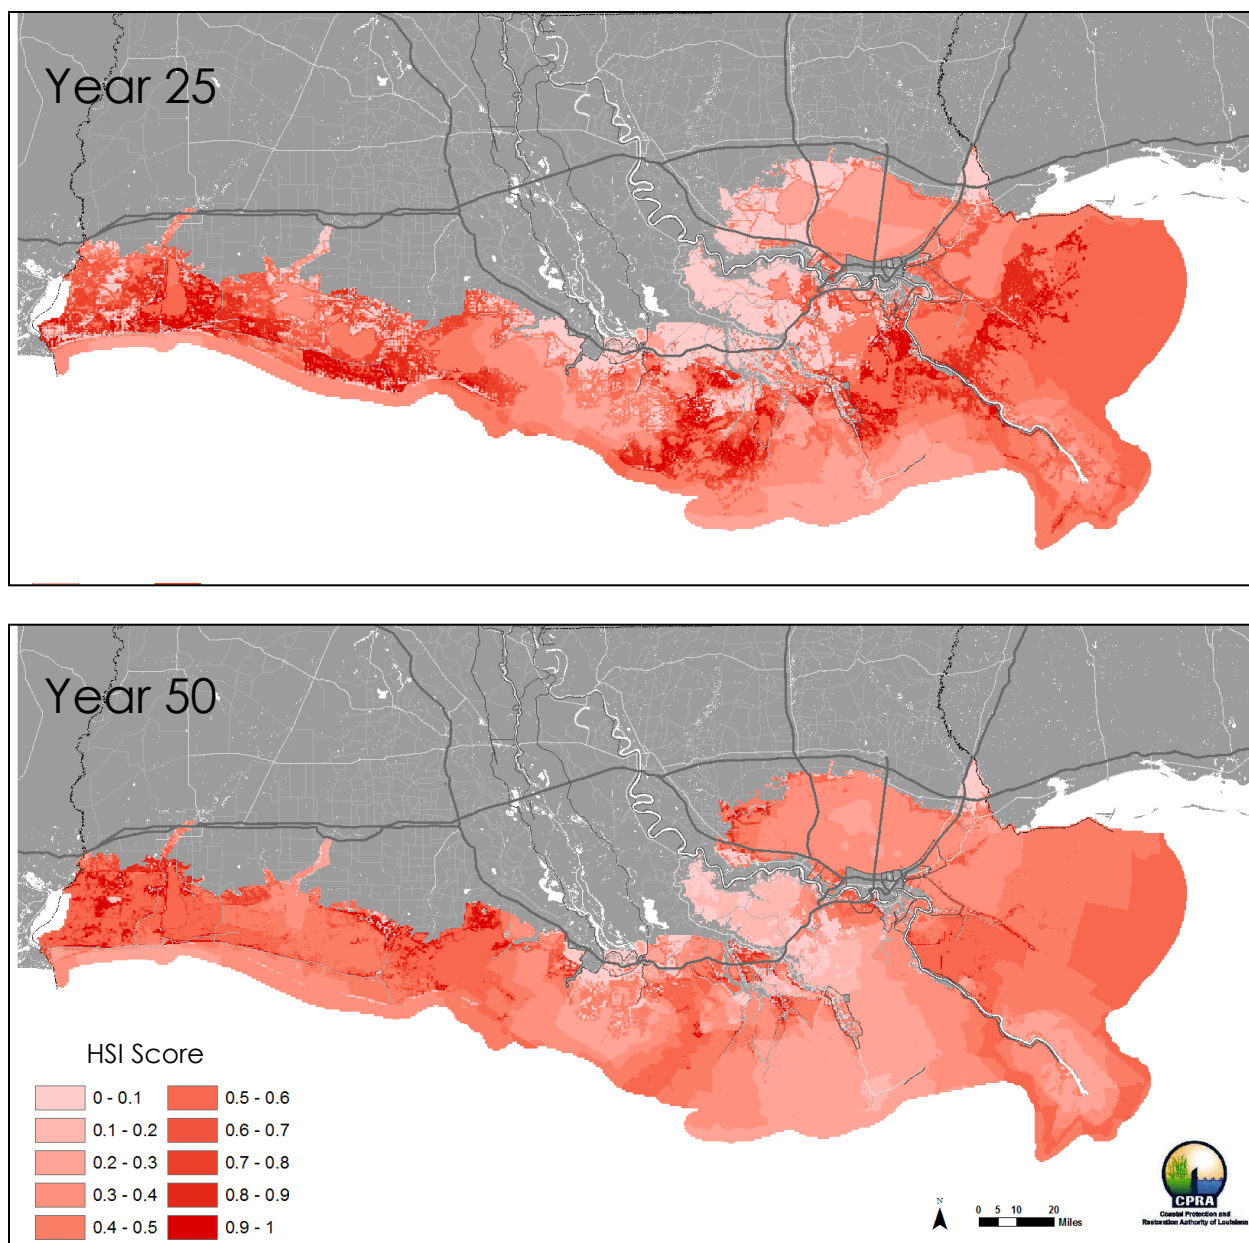 Year 25
Year 50
HSI Score
0 - 0.1
0.5 - 0.6
0.1 - 0.2
0.6 - 0.7
0.2 - 0.3
0.7 - 0.8
0.3 - 0.4
0.8 - 0.9
0.4 - 0.5
0.9 - 1
N
0 5 10 20
Miles
CPRA
Coastal Protection and
Restoration Authority of Louisiana